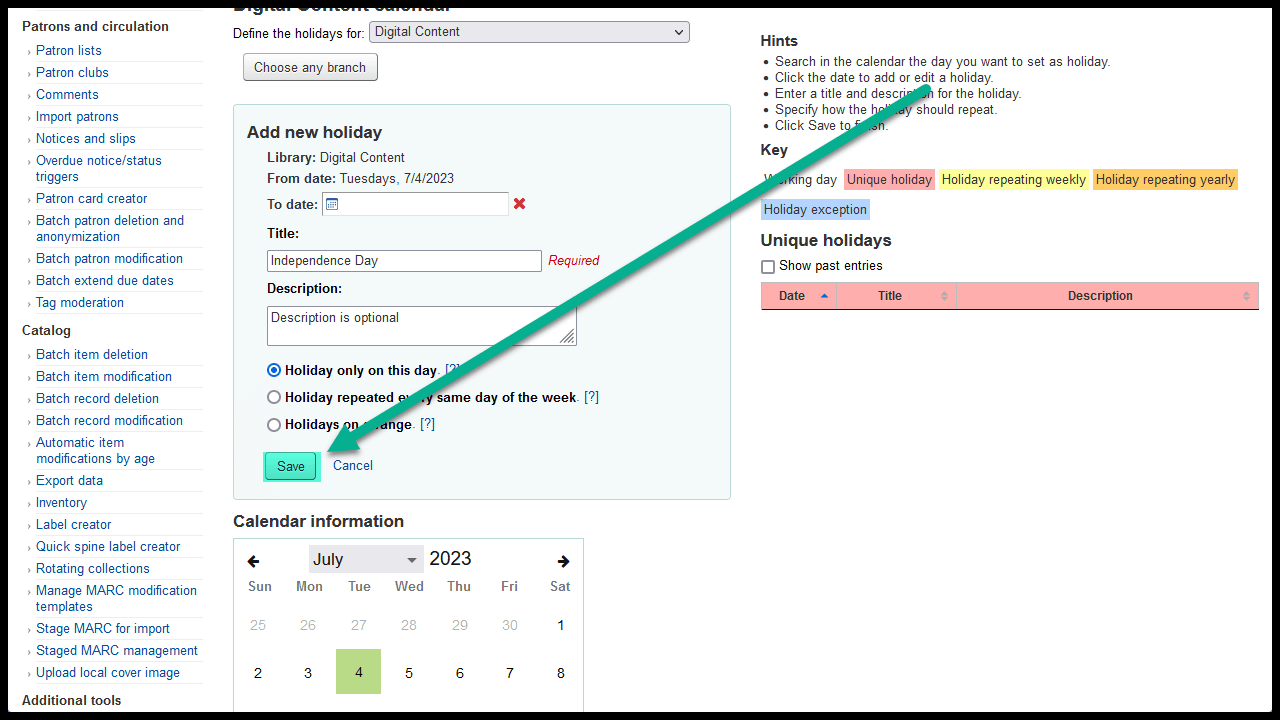 Digital Content calendar
Patrons and circulation
Patron lists
Patron clubs
Comments
Import patrons
Notices and slips
Overdue notice/status
triggers
Patron card creator
Batch patron deletion and
anonymization
Batch patron modification
Batch extend due dates
Tag moderation
Catalog
Batch item deletion
Batch item modification
Batch record deletion
Batch record modification
Automatic item
modifications by age
Export data
Inventory
Label creator
Quick spine label creator
Rotating collections
Manage MARC modification
templates
Stage MARC for import
Staged MARC management
Upload local cover image
Additional tools
Define the holidays for: Digital Content
Choose any branch
Add new holiday
Library: Digital Content
From date: Tuesdays, 7/4/2023
To date:
Title:
Independence Day Required
Description:
Description is optional
Holiday only on this day. [?]
Holiday repeated every same day of the week. [?]
Holidays on a range. [?]
Save Cancel
Calendar information
July 2023
Sun Mon Tue Wed Thu Fri Sat
25 26 27 28 29 30 1
2 3 4 5 6 7 8
Hints
Search in the calendar the day you want to set as holiday.
Click the date to add or edit a holiday.
Enter a title and description for the holiday.
Specify how the holiday should repeat.
Click Save to finish.
Key
Working day Unique holiday Holiday repeating weekly Holiday repeating yearly
Holiday exception
Unique holidays
Show past entries
Date Title Description